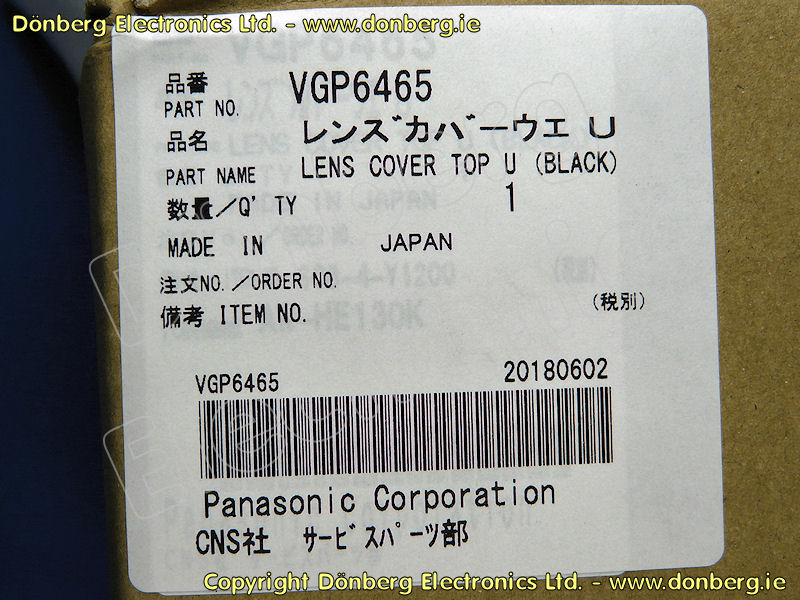 Dönberg Electronics Ltd. - www.donberg.ie
品番 VGP6465
PART NO.
品名 レンズカバーウエ U
PART NAME LENS COVER TOP U (BLACK)
数量/Q'TY 1
MADE IN JAPAN
注文NO./ORDER NO.
備考 ITEM NO. (税別)
VGP6465 20180602
Panasonic Corporation
CNS社 サービスパーツ部
Copyright Dönberg Electronics Ltd. - www.donberg.ie